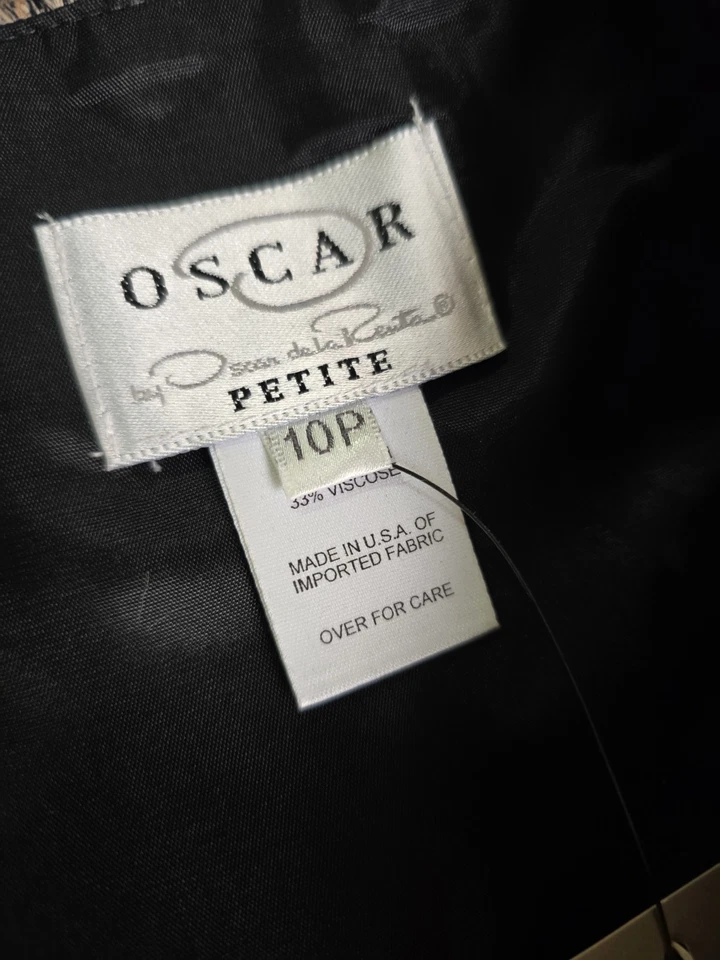 OSCAR
by Oscar de la Renta ®
PETITE
10P
33% VISCOSE
MADE IN U.S.A. OF
IMPORTED FABRIC
OVER FOR CARE